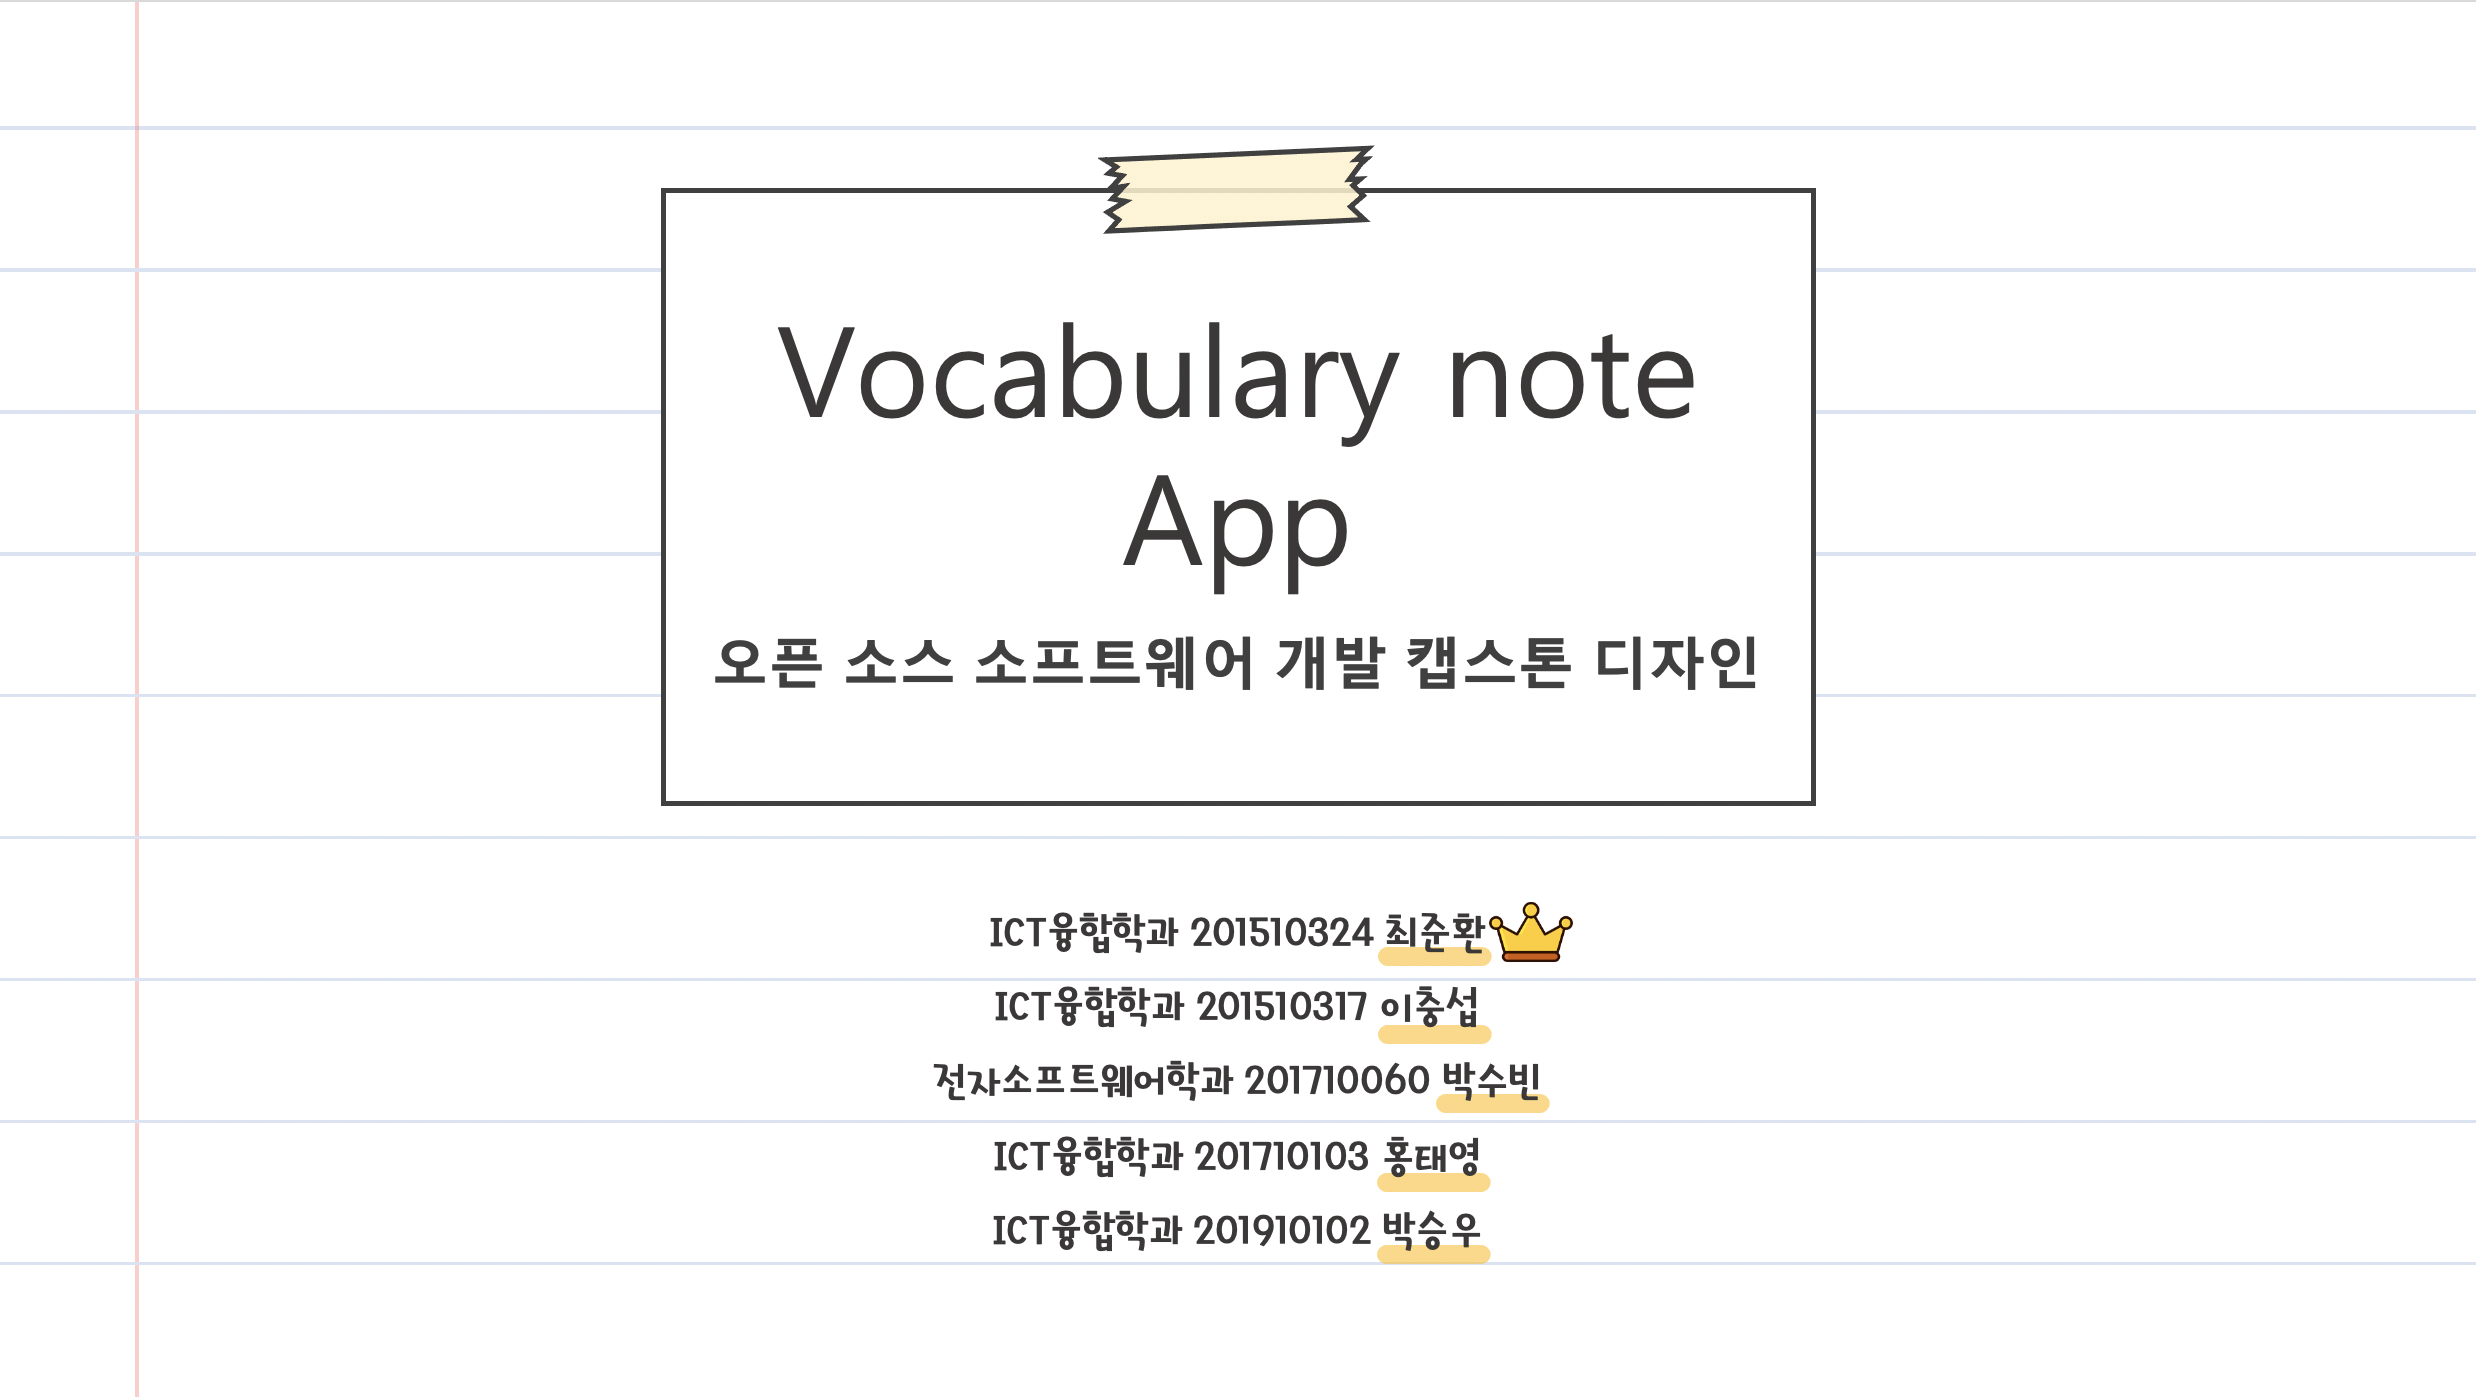 Vocabulary note
App
오픈 소스 소프트웨어 개발 캡스톤 디자인
ICT융합학과 201510324 최준환
ICT융합학과 201510317 이충섭
전자소프트웨어학과 201710060 박수빈
ICT융합학과 201710103 홍태영
ICT융합학과 201910102 박승우